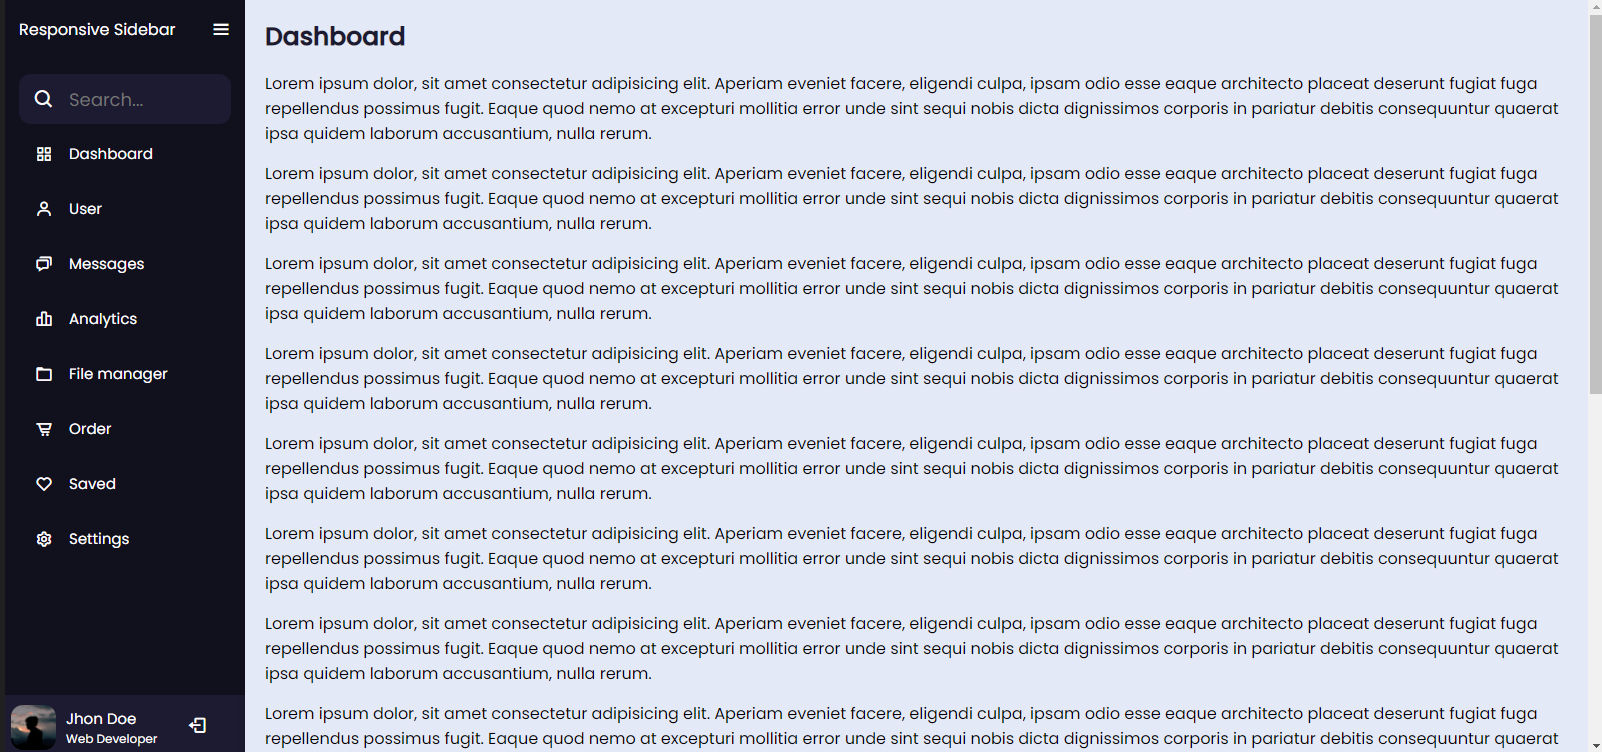 Responsive Sidebar
Search...
Dashboard
User
Messages
Analytics
File manager
Order
Saved
Settings
Jhon Doe
Web Developer
Dashboard
Lorem ipsum dolor, sit amet consectetur adipisicing elit. Aperiam eveniet facere, eligendi culpa, ipsam odio esse eaque architecto placeat deserunt fugiat fuga
repellendus possimus fugit. Eaque quod nemo at excepturi mollitia error unde sint sequi nobis dicta dignissimos corporis in pariatur debitis consequuntur quaerat
ipsa quidem laborum accusantium, nulla rerum.
Lorem ipsum dolor, sit amet consectetur adipisicing elit. Aperiam eveniet facere, eligendi culpa, ipsam odio esse eaque architecto placeat deserunt fugiat fuga
repellendus possimus fugit. Eaque quod nemo at excepturi mollitia error unde sint sequi nobis dicta dignissimos corporis in pariatur debitis consequuntur quaerat
ipsa quidem laborum accusantium, nulla rerum.
Lorem ipsum dolor, sit amet consectetur adipisicing elit. Aperiam eveniet facere, eligendi culpa, ipsam odio esse eaque architecto placeat deserunt fugiat fuga
repellendus possimus fugit. Eaque quod nemo at excepturi mollitia error unde sint sequi nobis dicta dignissimos corporis in pariatur debitis consequuntur quaerat
ipsa quidem laborum accusantium, nulla rerum.
Lorem ipsum dolor, sit amet consectetur adipisicing elit. Aperiam eveniet facere, eligendi culpa, ipsam odio esse eaque architecto placeat deserunt fugiat fuga
repellendus possimus fugit. Eaque quod nemo at excepturi mollitia error unde sint sequi nobis dicta dignissimos corporis in pariatur debitis consequuntur quaerat
ipsa quidem laborum accusantium, nulla rerum.
Lorem ipsum dolor, sit amet consectetur adipisicing elit. Aperiam eveniet facere, eligendi culpa, ipsam odio esse eaque architecto placeat deserunt fugiat fuga
repellendus possimus fugit. Eaque quod nemo at excepturi mollitia error unde sint sequi nobis dicta dignissimos corporis in pariatur debitis consequuntur quaerat
ipsa quidem laborum accusantium, nulla rerum.
Lorem ipsum dolor, sit amet consectetur adipisicing elit. Aperiam eveniet facere, eligendi culpa, ipsam odio esse eaque architecto placeat deserunt fugiat fuga
repellendus possimus fugit. Eaque quod nemo at excepturi mollitia error unde sint sequi nobis dicta dignissimos corporis in pariatur debitis consequuntur quaerat
ipsa quidem laborum accusantium, nulla rerum.
Lorem ipsum dolor, sit amet consectetur adipisicing elit. Aperiam eveniet facere, eligendi culpa, ipsam odio esse eaque architecto placeat deserunt fugiat fuga
repellendus possimus fugit. Eaque quod nemo at excepturi mollitia error unde sint sequi nobis dicta dignissimos corporis in pariatur debitis consequuntur quaerat
ipsa quidem laborum accusantium, nulla rerum.
Lorem ipsum dolor, sit amet consectetur adipisicing elit. Aperiam eveniet facere, eligendi culpa, ipsam odio esse eaque architecto placeat deserunt fugiat fuga
repellendus possimus fugit. Eaque quod nemo at excepturi mollitia error unde sint sequi nobis dicta dignissimos corporis in pariatur debitis consequuntur quaerat